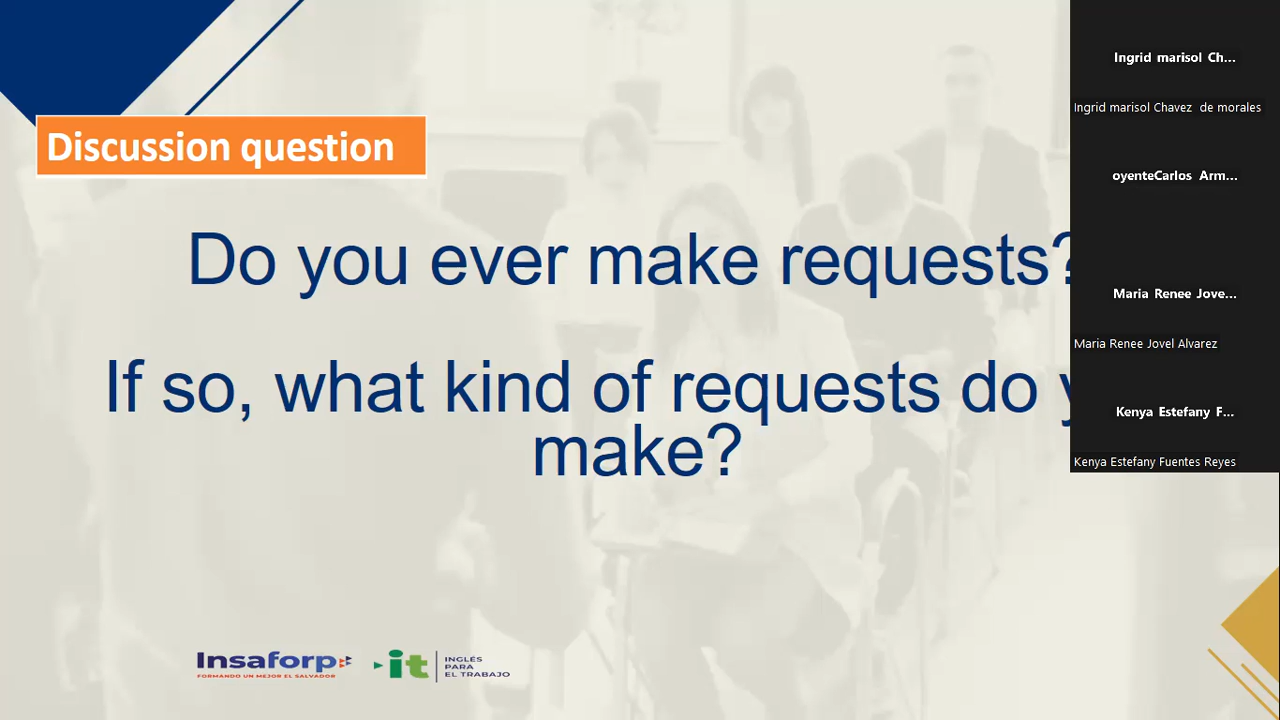 Discussion question
Do you ever make requests?
If so, what kind of requests do
make?
Insaforp
FORMANDO UN MEJOR EL SALVADOR
it
INGLÉS
PARA
EL TRABAJO
Ingrid marisol Ch...
Ingrid marisol Chavez de morales
oyenteCarlos Arm...
Maria Renee Jove...
Maria Renee Jovel Alvarez
Kenya Estefany F...
Kenya Estefany Fuentes Reyes